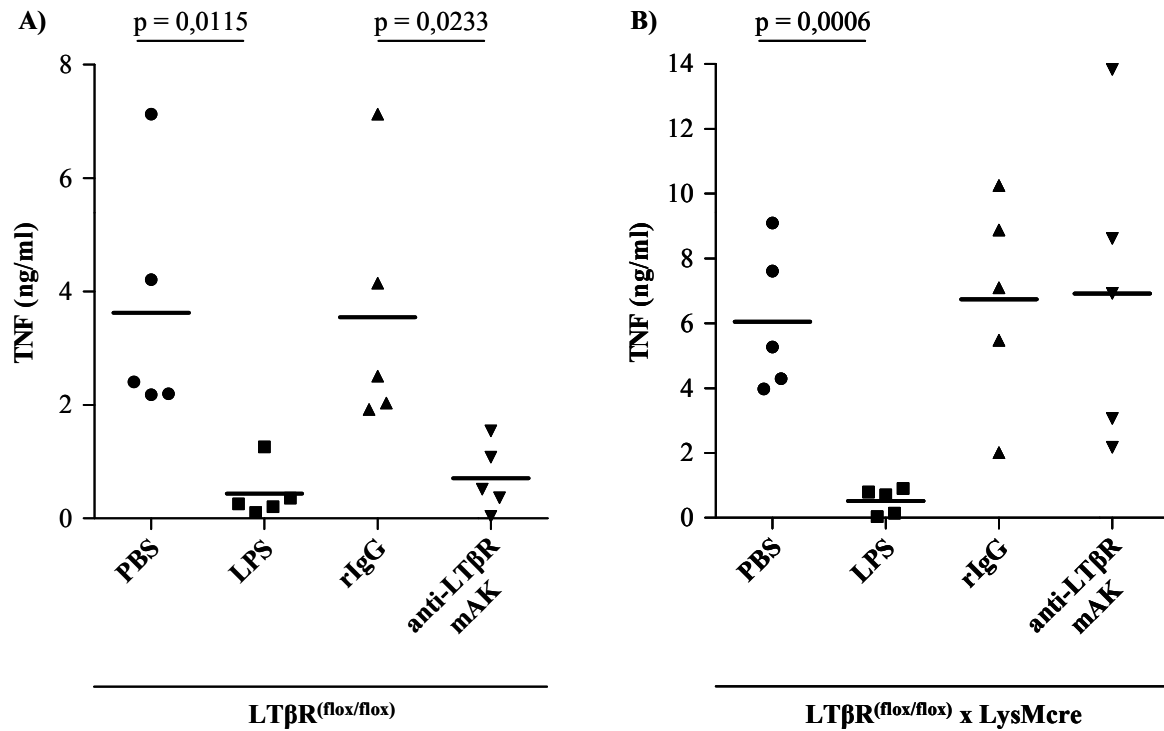 A)
p = 0,0115
p = 0,0233
TNF (ng/ml)
8
6
4
2
0
PBS
LPS
rIgG
anti-LTβR
mAK
LTβR(flox/flox)
B)
p = 0,0006
TNF (ng/ml)
14
12
10
8
6
4
2
0
PBS
LPS
rIgG
anti-LTβR
mAK
LTβR(flox/flox) x LysMcre